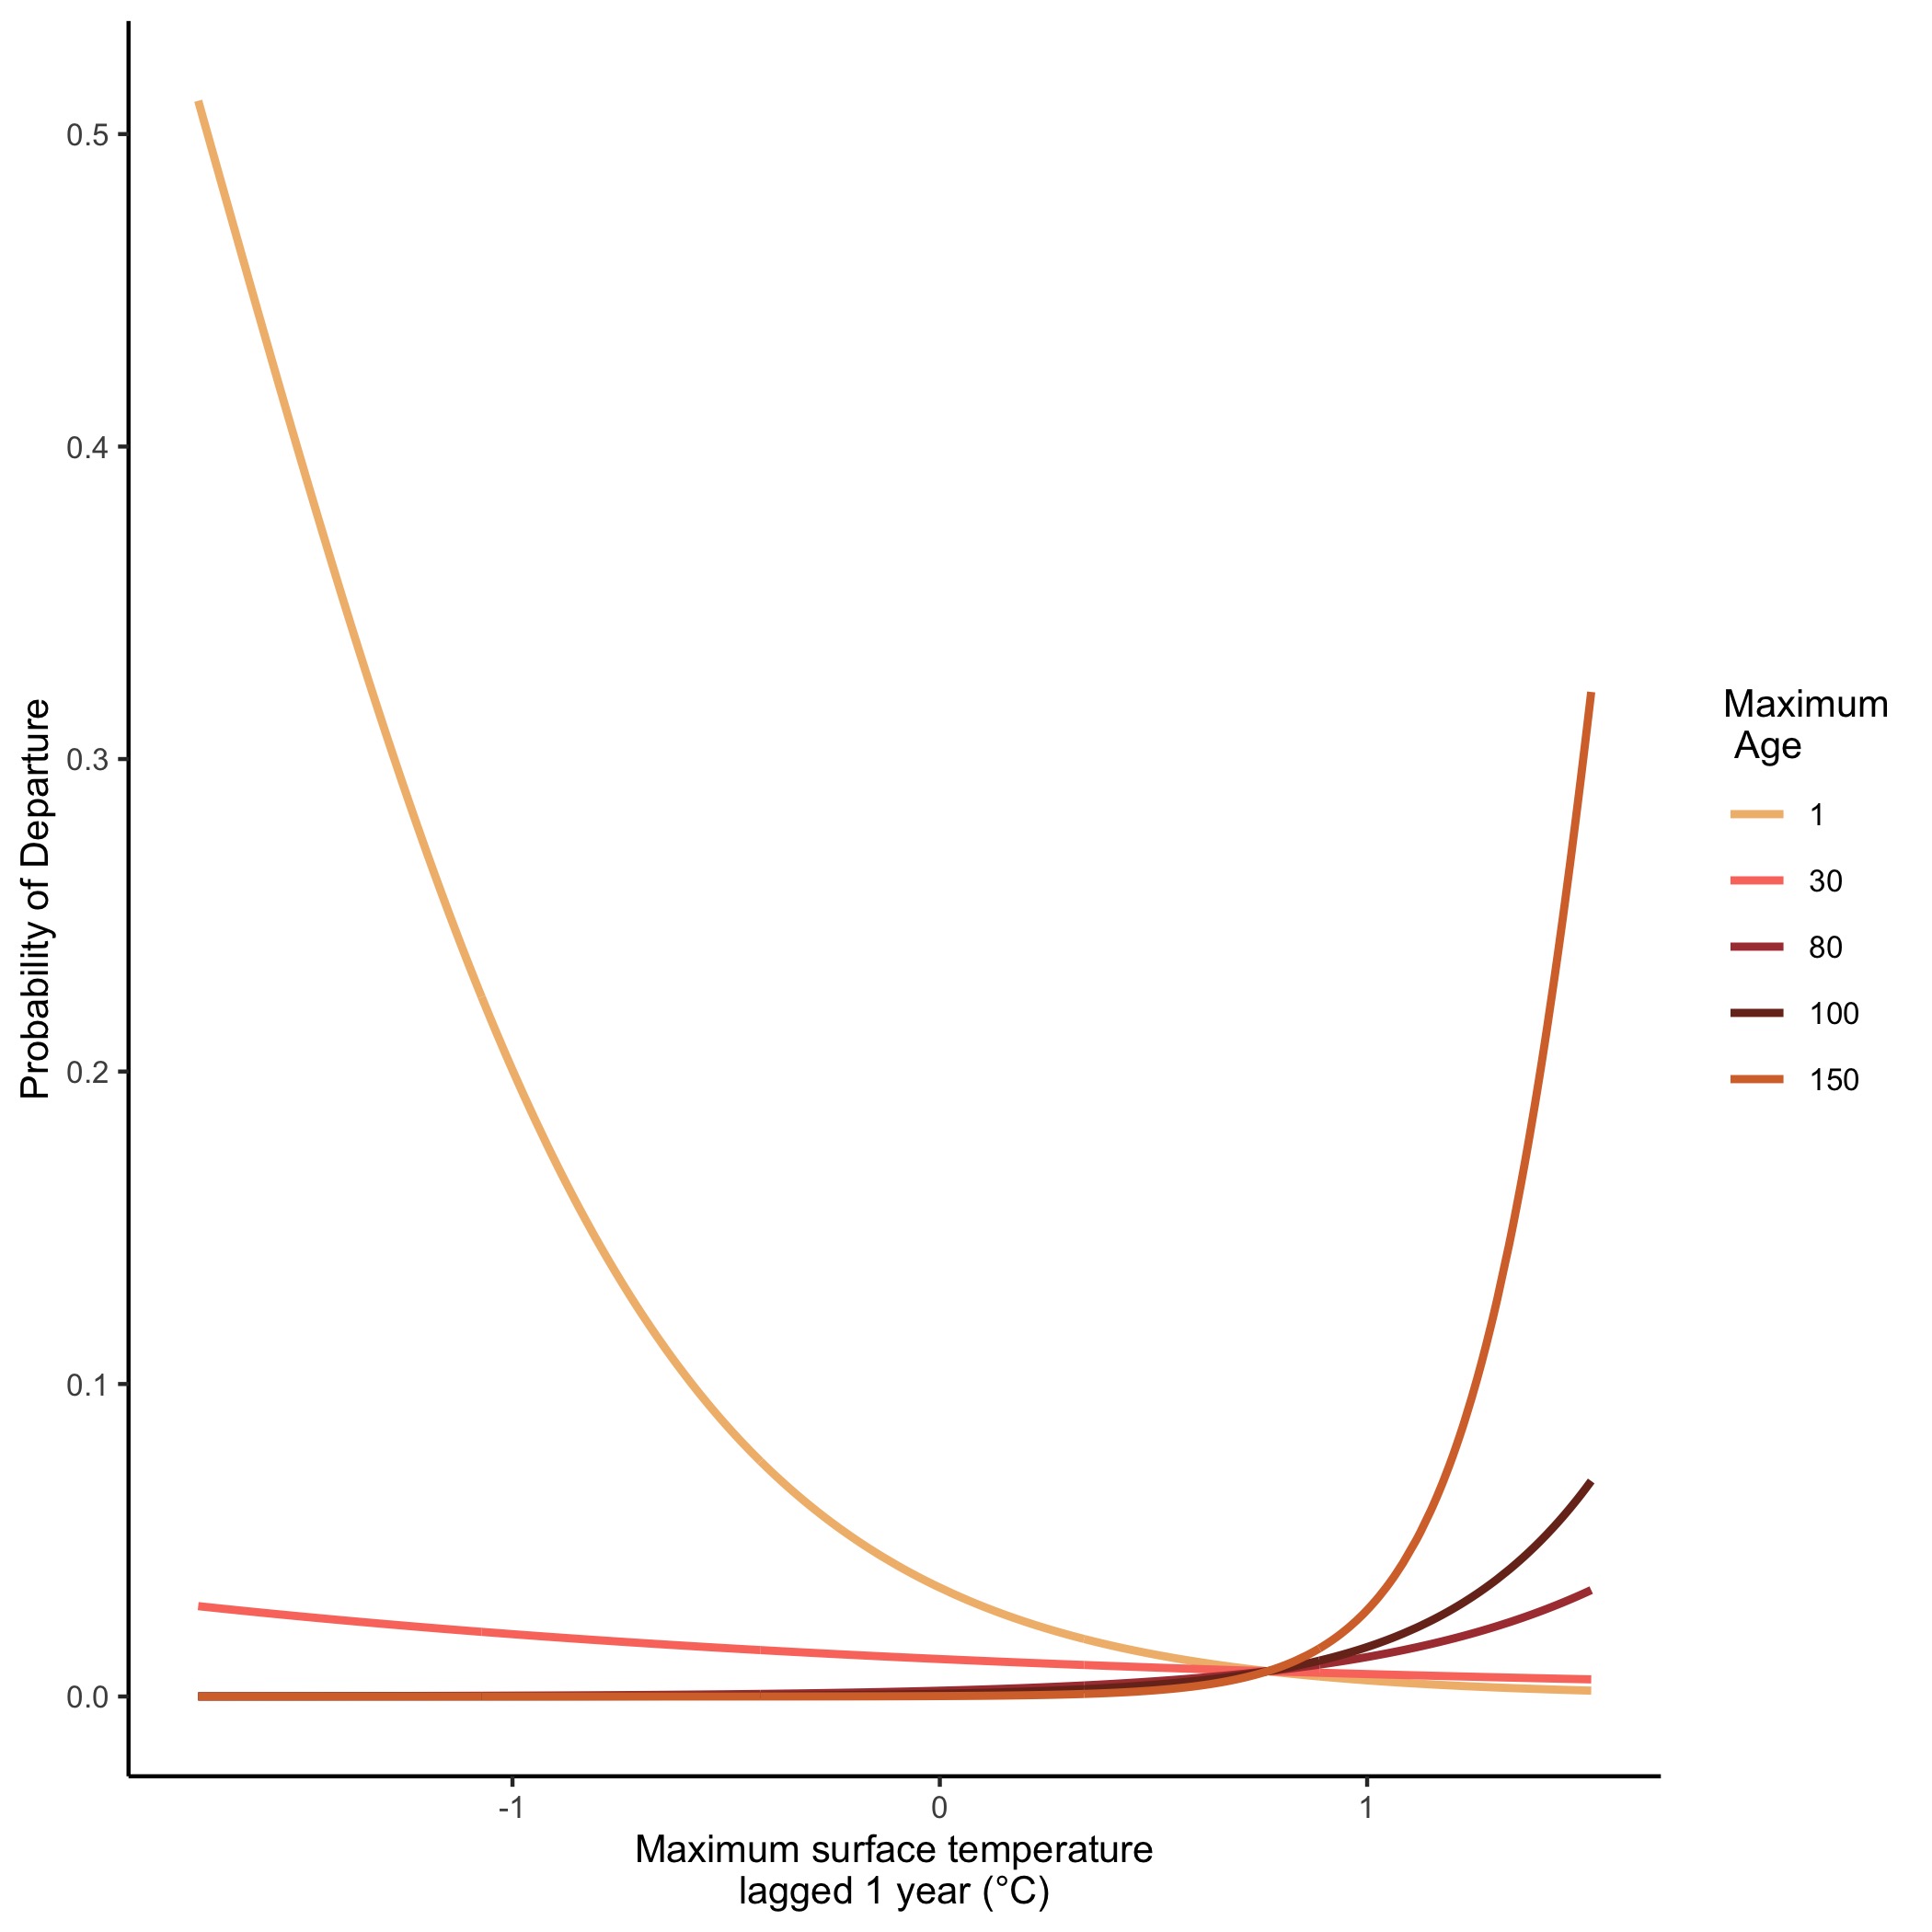 Probability of Departure
0.5
0.4
0.3
0.2
0.1
0.0
-1
0
1
Maximum surface temperature
lagged 1 year (°C)
Maximum
Age
1
30
80
100
150